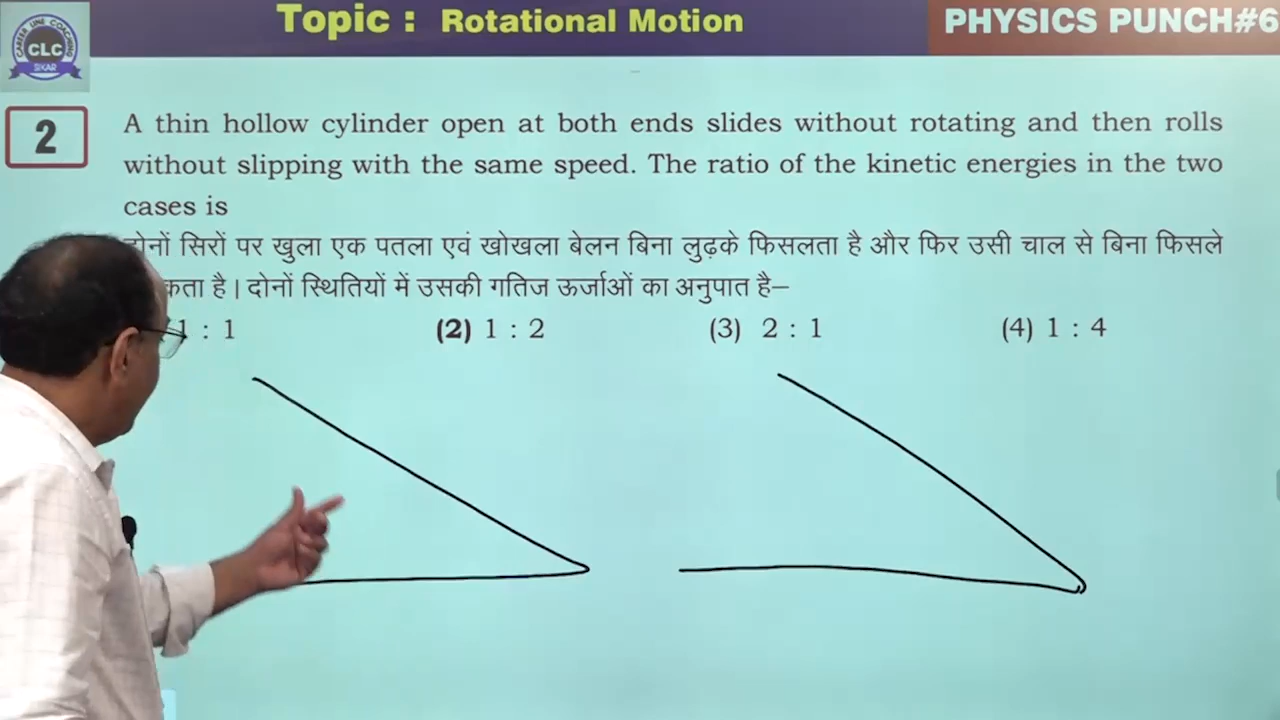 Topic : Rotational Motion
PHYSICS PUNCH#6
CAREER LINE COACHING
CLC
SIKAR
2
A thin hollow cylinder open at both ends slides without rotating and then rolls
without slipping with the same speed. The ratio of the kinetic energies in the two
cases is
दोनों सिरों पर खुला एक पतला एवं खोखला बेलन बिना लुढ़के फिसलता है और फिर उसी चाल से बिना फिसले
है। दोनों स्थितियों में उसकी गतिज ऊर्जाओं का अनुपात है–
1 : 1
(2) 1 : 2
(3) 2 : 1
(4) 1 : 4